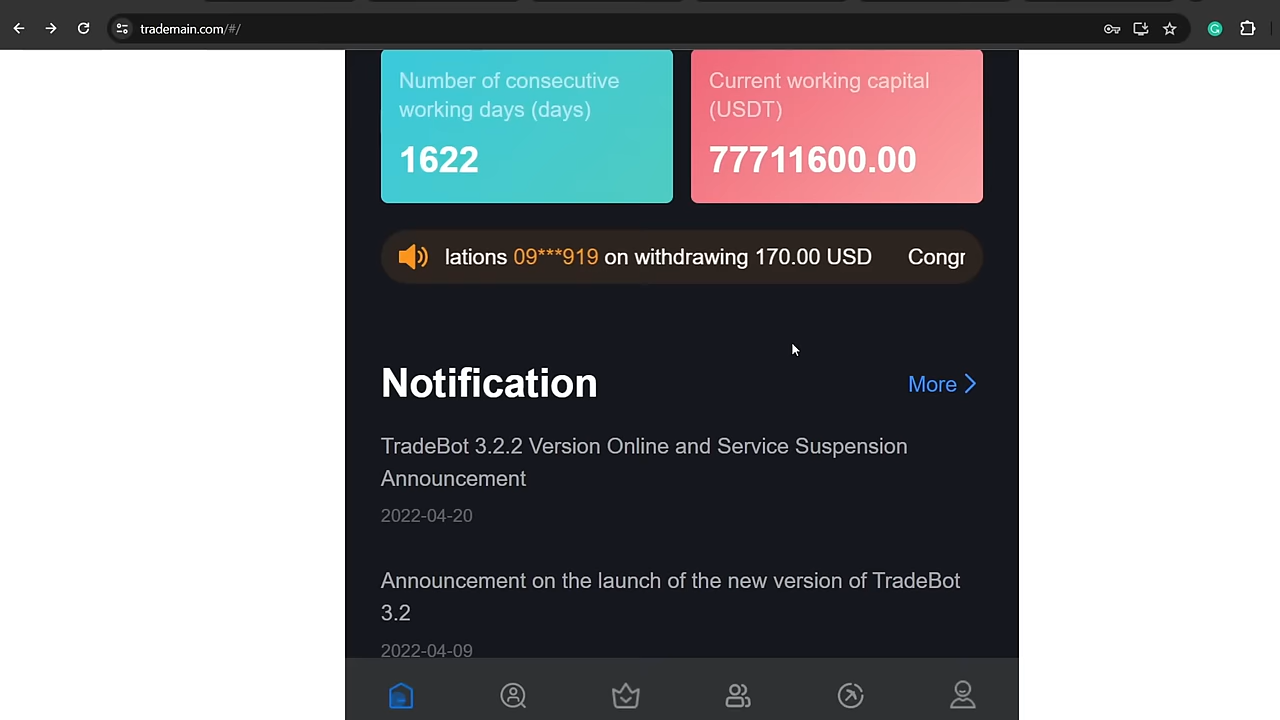 trademain.com/#/
Number of consecutive
working days (days)
1622
Current working capital
(USDT)
77711600.00
lations 09***919 on withdrawing 170.00 USD Congr
Notification
More
TradeBot 3.2.2 Version Online and Service Suspension
Announcement
2022-04-20
Announcement on the launch of the new version of TradeBot
3.2
2022-04-09